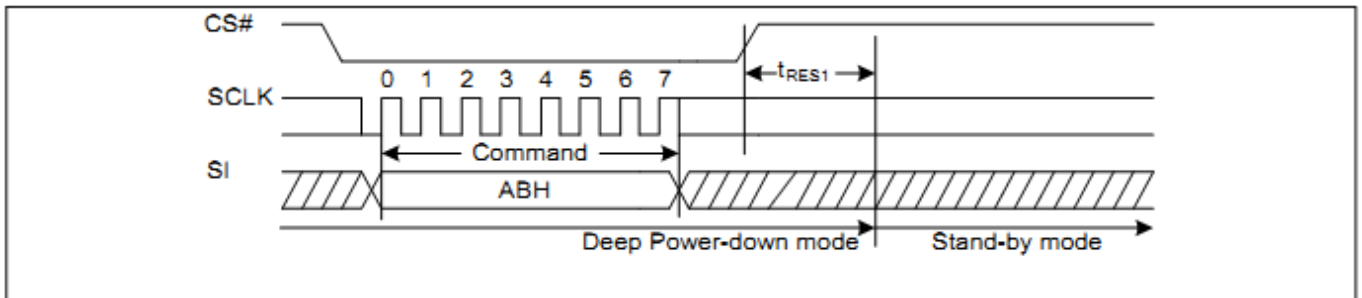 CS#
tRES1
0 1 2 3 4 5 6 7
SCLK
Command
SI
ABH
Deep Power-down mode Stand-by mode